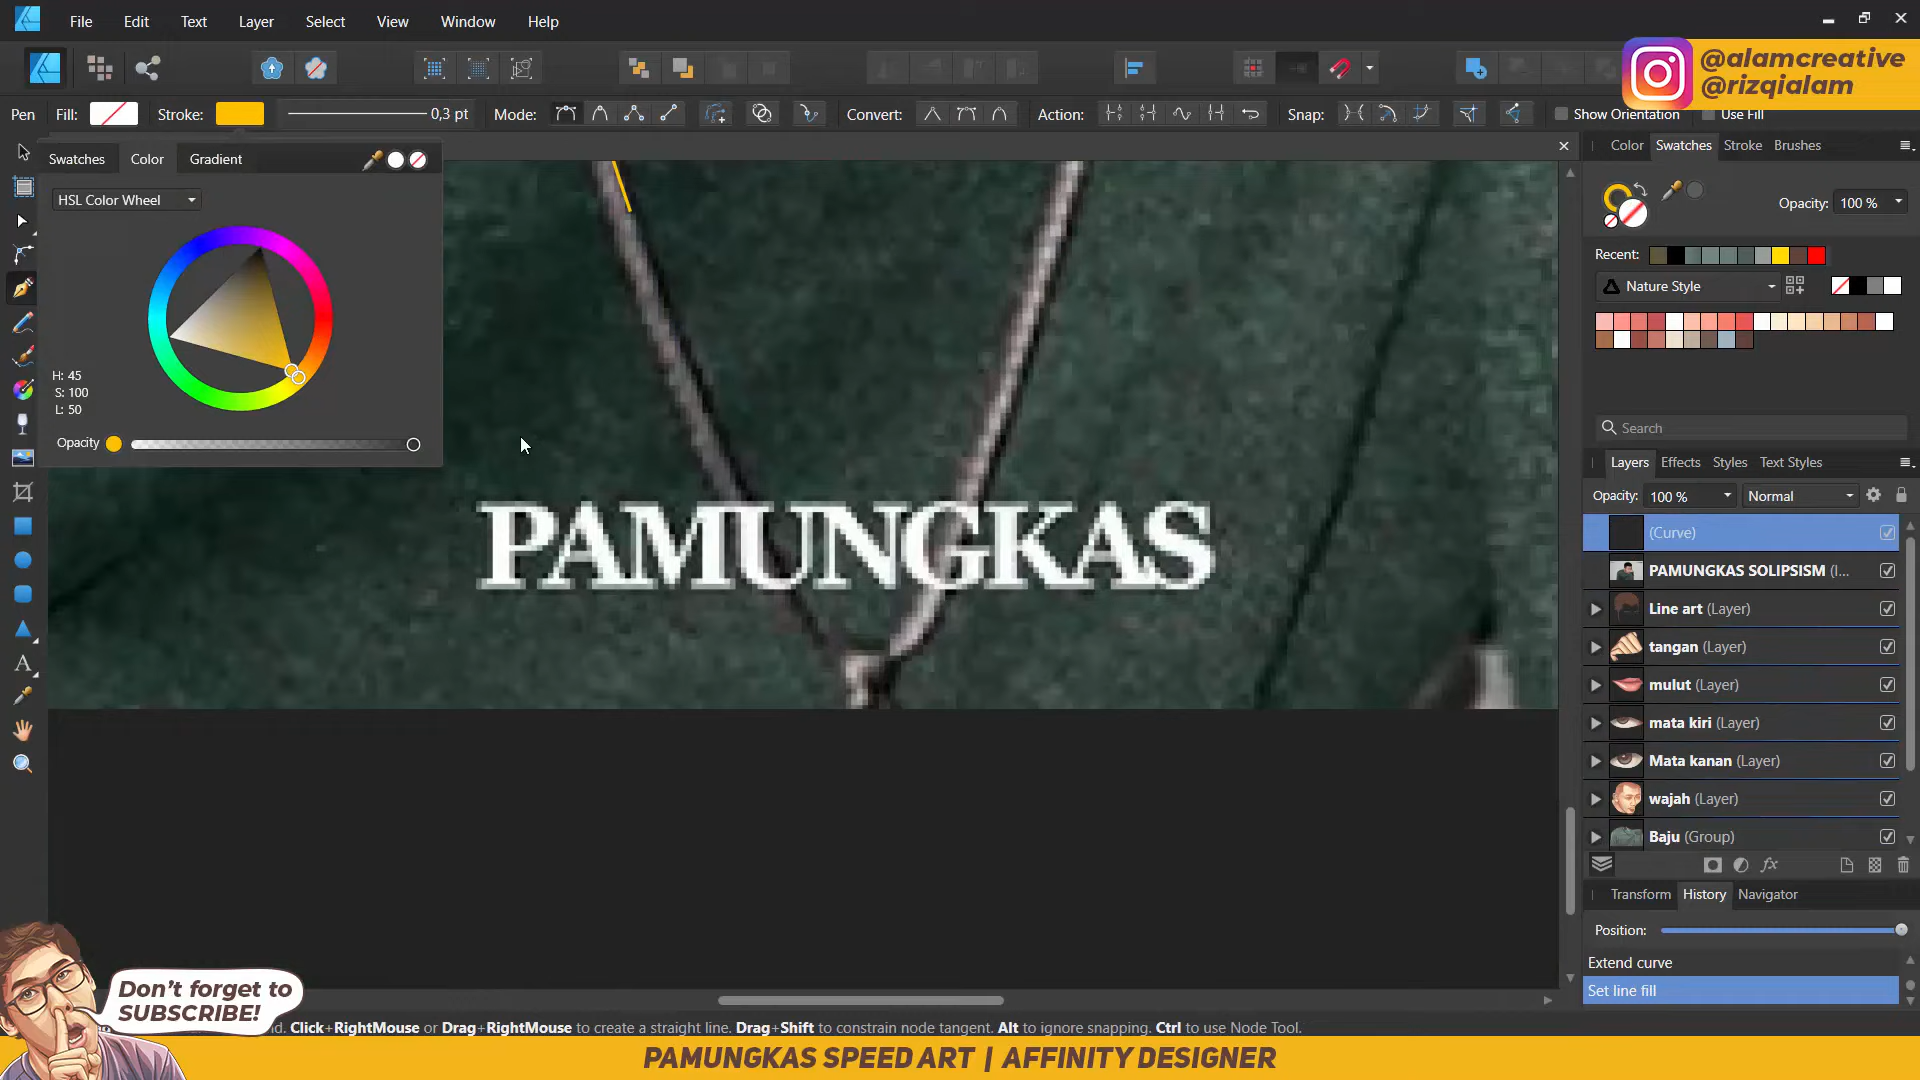 File Edit Text Layer Select View Window Help
@alamcreative
@rizqialam
Pen Fill: Stroke: 0,3 pt Mode: Convert: Action: Snap: Show Orientation Use Fill
Swatches Color Gradient
HSL Color Wheel
H: 45
S: 100
L: 50
Opacity
Color Swatches Stroke Brushes
Opacity: 100 %
Recent:
Nature Style
Search
Layers Effects Styles Text Styles
Opacity: 100 % Normal
(Curve)
PAMUNGKAS SOLIPSISM (I...
Line art (Layer)
tangan (Layer)
mulut (Layer)
mata kiri (Layer)
Mata kanan (Layer)
wajah (Layer)
Baju (Group)
fx
Transform History Navigator
Position:
Extend curve
Set line fill
PAMUNGKAS
Don't forget to
SUBSCRIBE!
Click+RightMouse or Drag+RightMouse to create a straight line. Drag+Shift to constrain node tangent. Alt to ignore snapping. Ctrl to use Node Tool.
PAMUNGKAS SPEED ART | AFFINITY DESIGNER